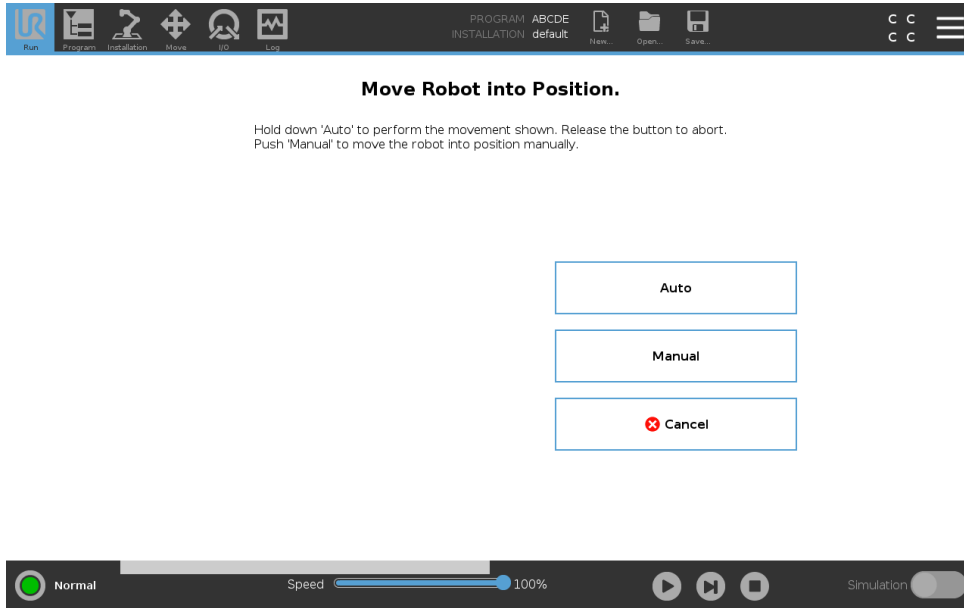 UR
Run
Program
Installation
Move
I/O
Log
PROGRAM ABCDE
INSTALLATION default
New...
Open...
Save...
C C
C C
Move Robot into Position.
Hold down 'Auto' to perform the movement shown. Release the button to abort.
Push 'Manual' to move the robot into position manually.
Auto
Manual
Cancel
Normal
Speed 100%
Simulation